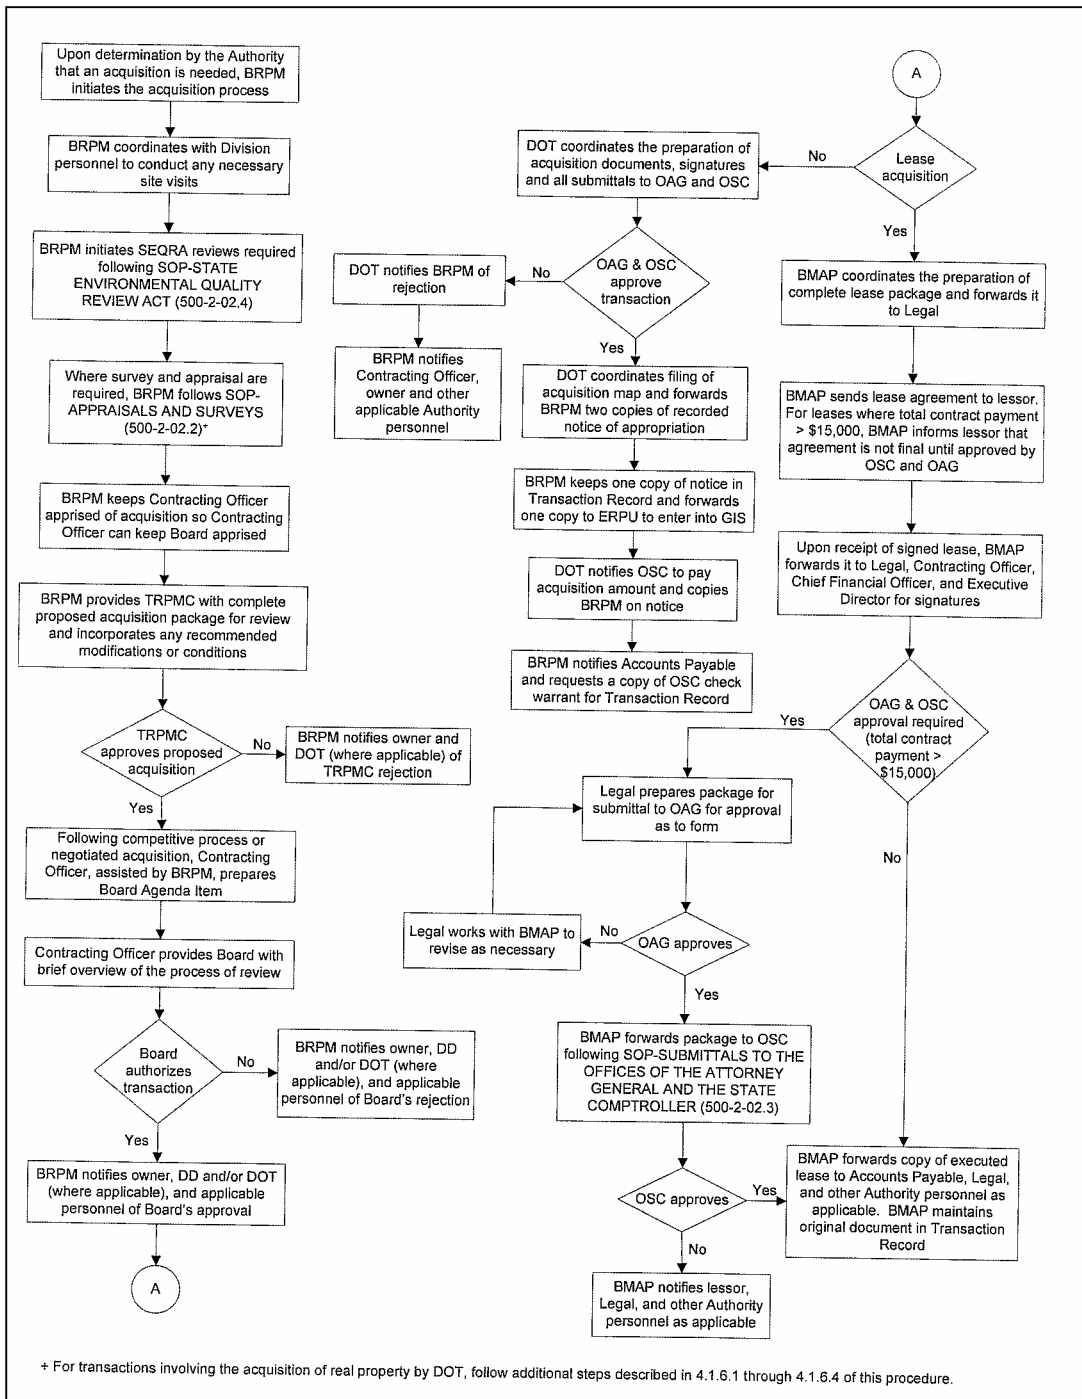 Upon determination by the Authority
that an acquisition is needed, BRPM
initiates the acquisition process
BRPM coordinates with Division
personnel to conduct any necessary
site visits
BRPM initiates SEQRA reviews required
following SOP-STATE
ENVIRONMENTAL QUALITY
REVIEW ACT (500-2-02.4)
Where survey and appraisal are
required, BRPM follows SOP-
APPRAISALS AND SURVEYS
(500-2-02.2)+
BRPM keeps Contracting Officer
apprised of acquisition so Contracting
Officer can keep Board apprised
BRPM provides TRPMC with complete
proposed acquisition package for review
and incorporates any recommended
modifications or conditions
TRPMC
approves proposed
acquisition
No
BRPM notifies owner and
DOT (where applicable) of
TRPMC rejection
Yes
Following competitive process or
negotiated acquisition, Contracting
Officer, assisted by BRPM, prepares
Board Agenda Item
Contracting Officer provides Board with
brief overview of the process of review
Board
authorizes
transaction
No
BRPM notifies owner, DD
and/or DOT (where
applicable), and applicable
personnel of Board's rejection
Yes
BRPM notifies owner, DD and/or DOT
(where applicable), and applicable
personnel of Board's approval
A
A
Lease
acquisition
No
DOT coordinates the preparation of
acquisition documents, signatures
and all submittals to OAG and OSC
OAG & OSC
approve
transaction
No
DOT notifies BRPM of
rejection
BRPM notifies
Contracting Officer,
owner and other
applicable Authority
personnel
Yes
DOT coordinates filing of
acquisition map and forwards
BRPM two copies of recorded
notice of appropriation
BRPM keeps one copy of notice in
Transaction Record and forwards
one copy to ERPU to enter into GIS
DOT notifies OSC to pay
acquisition amount and copies
BRPM on notice
BRPM notifies Accounts Payable
and requests a copy of OSC check
warrant for Transaction Record
Yes
BMAP coordinates the preparation of
complete lease package and forwards it
to Legal
BMAP sends lease agreement to lessor.
For leases where total contract payment
> $15,000, BMAP informs lessor that
agreement is not final until approved by
OSC and OAG
Upon receipt of signed lease, BMAP
forwards it to Legal, Contracting Officer,
Chief Financial Officer, and Executive
Director for signatures
OAG & OSC
approval required
(total contract
payment >
$15,000)
Yes
Legal prepares package for
submittal to OAG for approval
as to form
OAG approves
No
Legal works with BMAP to
revise as necessary
Yes
BMAP forwards package to OSC
following SOP-SUBMITTALS TO THE
OFFICES OF THE ATTORNEY
GENERAL AND THE STATE
COMPTROLLER (500-2-02.3)
OSC approves
Yes
No
BMAP notifies lessor,
Legal, and other Authority
personnel as applicable
No
BMAP forwards copy of executed
lease to Accounts Payable, Legal,
and other Authority personnel as
applicable. BMAP maintains
original document in Transaction
Record
+ For transactions involving the acquisition of real property by DOT, follow additional steps described in 4.1.6.1 through 4.1.6.4 of this procedure.